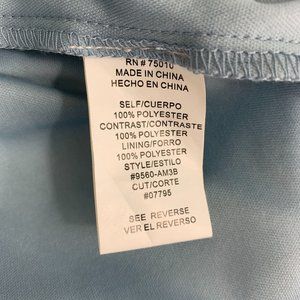 RN # 75010
MADE IN CHINA
HECHO EN CHINA
SELF/CUERPO
100% POLYESTER
CONTRAST/CONTRASTE
100% POLYESTER
LINING/FORRO
100% POLYESTER
STYLE/ESTILO
#9560-AM3B
CUT/CORTE
#07795
SEE REVERSE
VER EL REVERSO